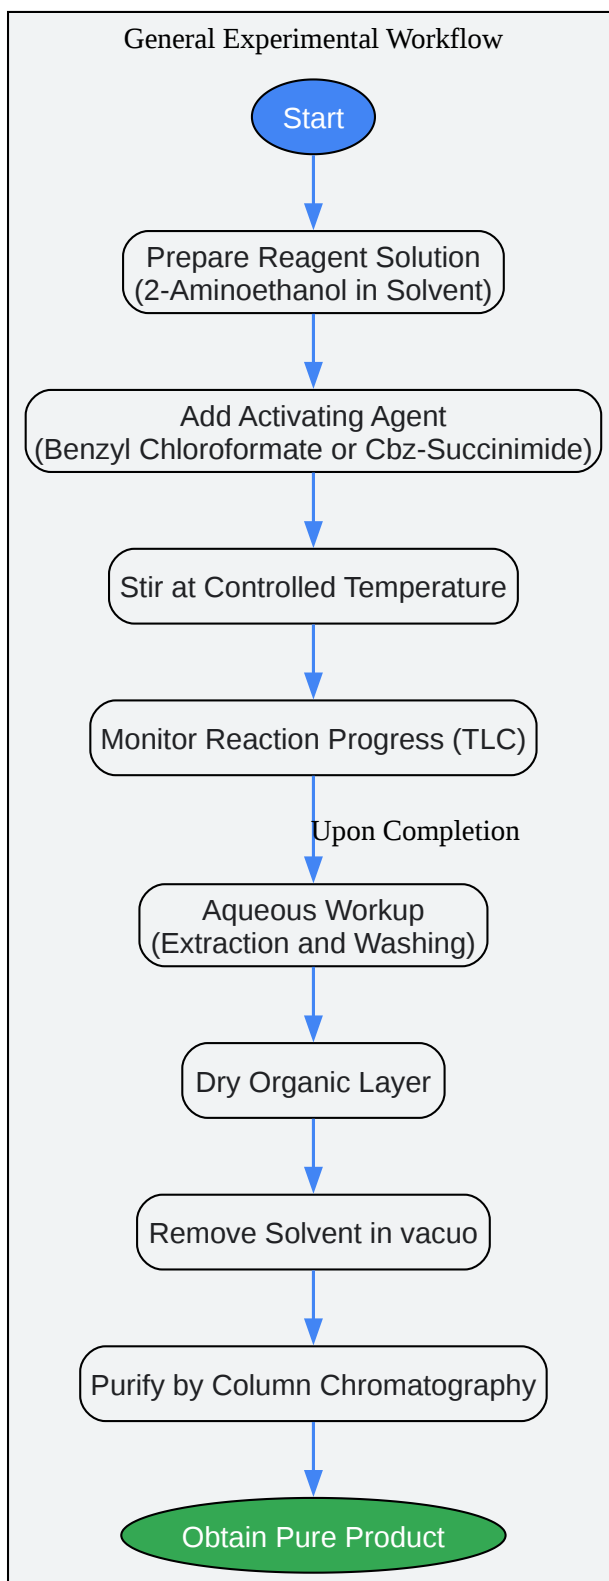 General Experimental Workflow
Start
Prepare Reagent Solution
(2-Aminoethanol in Solvent)
Add Activating Agent
(Benzyl Chloroformate or Cbz-Succinimide)
Stir at Controlled Temperature
Monitor Reaction Progress (TLC)
Upon Completion
Aqueous Workup
(Extraction and Washing)
Dry Organic Layer
Remove Solvent in vacuo
Purify by Column Chromatography
Obtain Pure Product